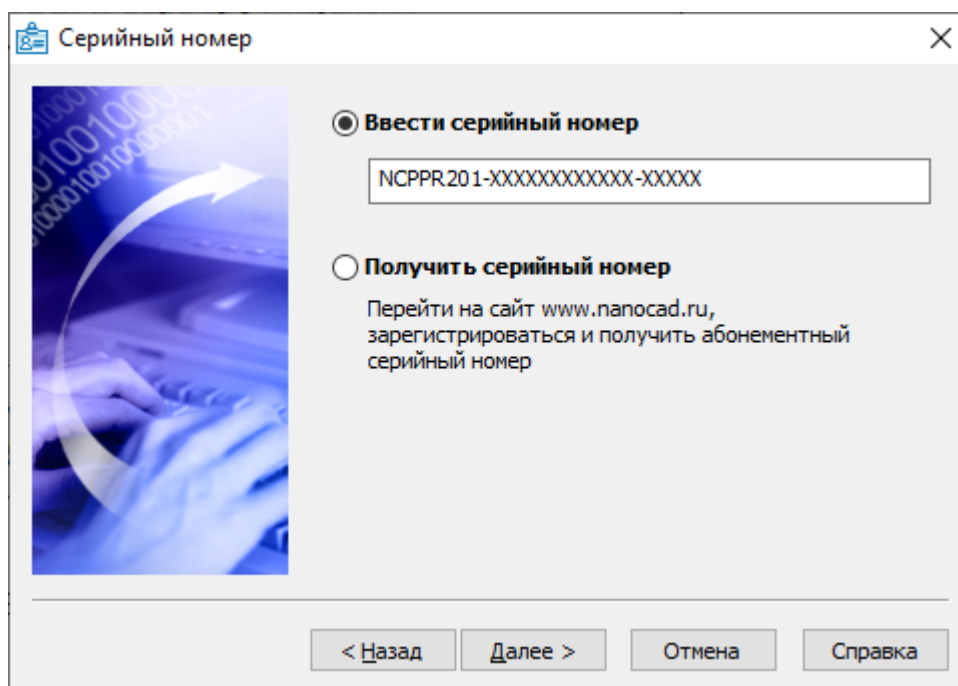 Серийный номер
Ввести серийный номер
NCPPR201-XXXXXXXXXXXX-XXXXX
Получить серийный номер
Перейти на сайт www.nanocad.ru,
зарегистрироваться и получить абонементный
серийный номер
< Назад Далее > Отмена Справка